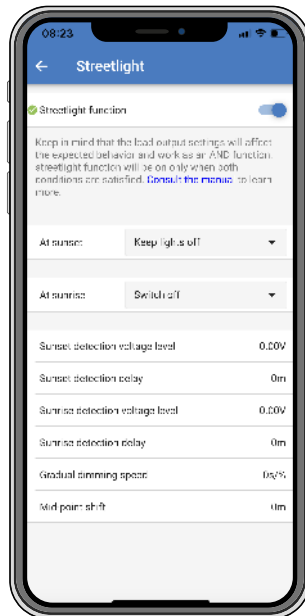 08:23
Streetlight
Streetlight function
Keep in mind that the load output settings will affect
the expected behavior and work as an AND function,
streetlight function will be on only when both
conditions are satisfied. Consult the manual to learn
more.
At sunset Keep lights off
At sunrise Switch off
Sunset detection voltage level 0.00V
Sunset detection delay 0m
Sunrise detection voltage level 0.00V
Sunrise detection delay 0m
Gradual dimming speed 0s/%
Mid point shift 0m